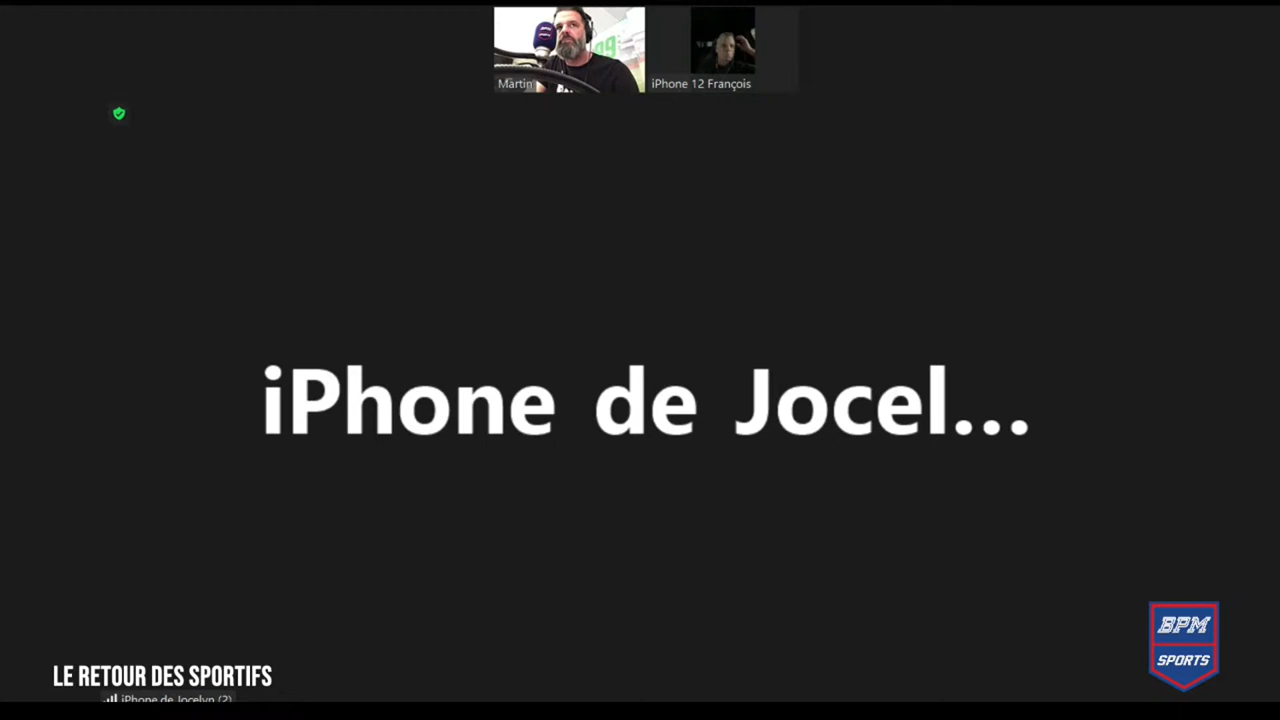 Martin
iPhone 12 François
iPhone de Jocel...
BPM
SPORTS
LE RETOUR DES SPORTIFS
iPhone de Jocelyn (2)